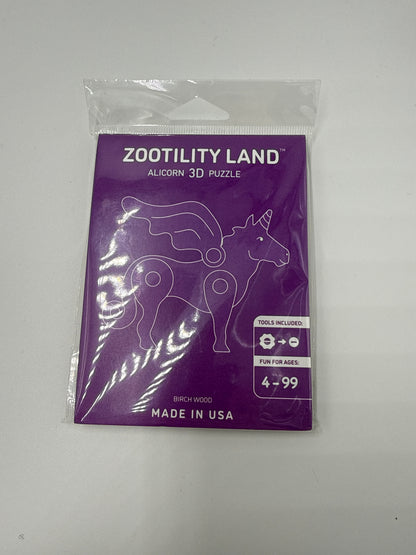 ZOOTILITY LAND™
ALICORN 3D PUZZLE
TOOLS INCLUDED:
FUN FOR AGES:
4-99
BIRCH WOOD
MADE IN USA